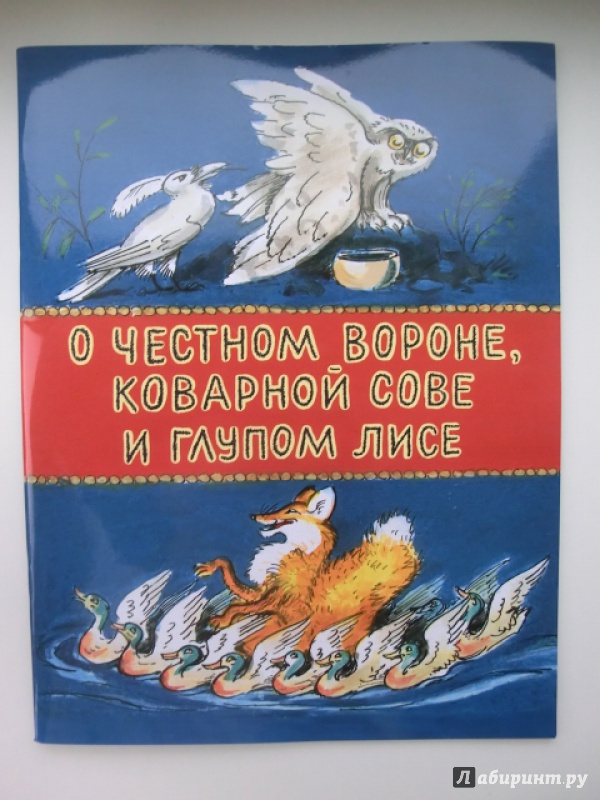 О ЧЕСТНОМ ВОРОНЕ,
КОВАРНОЙ СОВЕ
И ГЛУПОМ ЛИСЕ
Лабиринт.ру